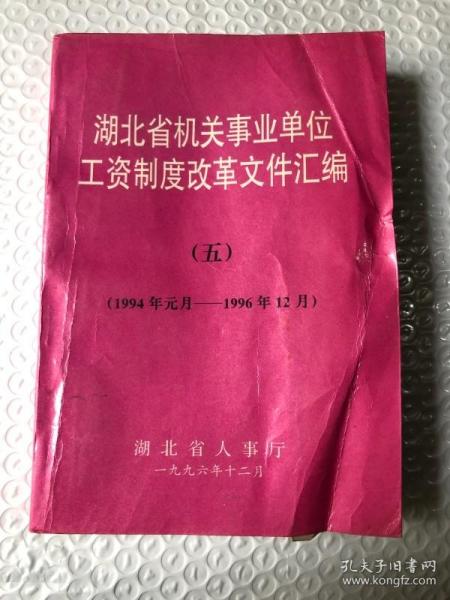 湖北省机关事业单位
工资制度改革文件汇编
(五)
(1994年元月——1996年12月)
湖北省人事厅
一九九六年十二月
孔夫子旧书网
www.kongfz.com